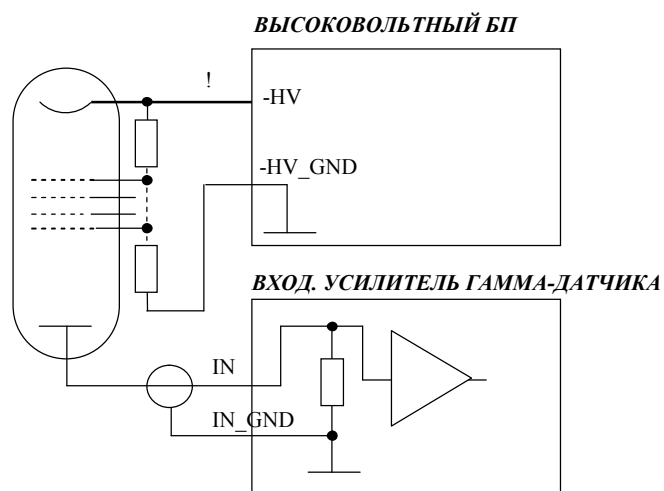 ВЫСОКОВОЛЬТНЫЙ БП
!
-HV
-HV_GND
ВХОД. УСИЛИТЕЛЬ ГАММА-ДАТЧИКА
IN
IN_GND